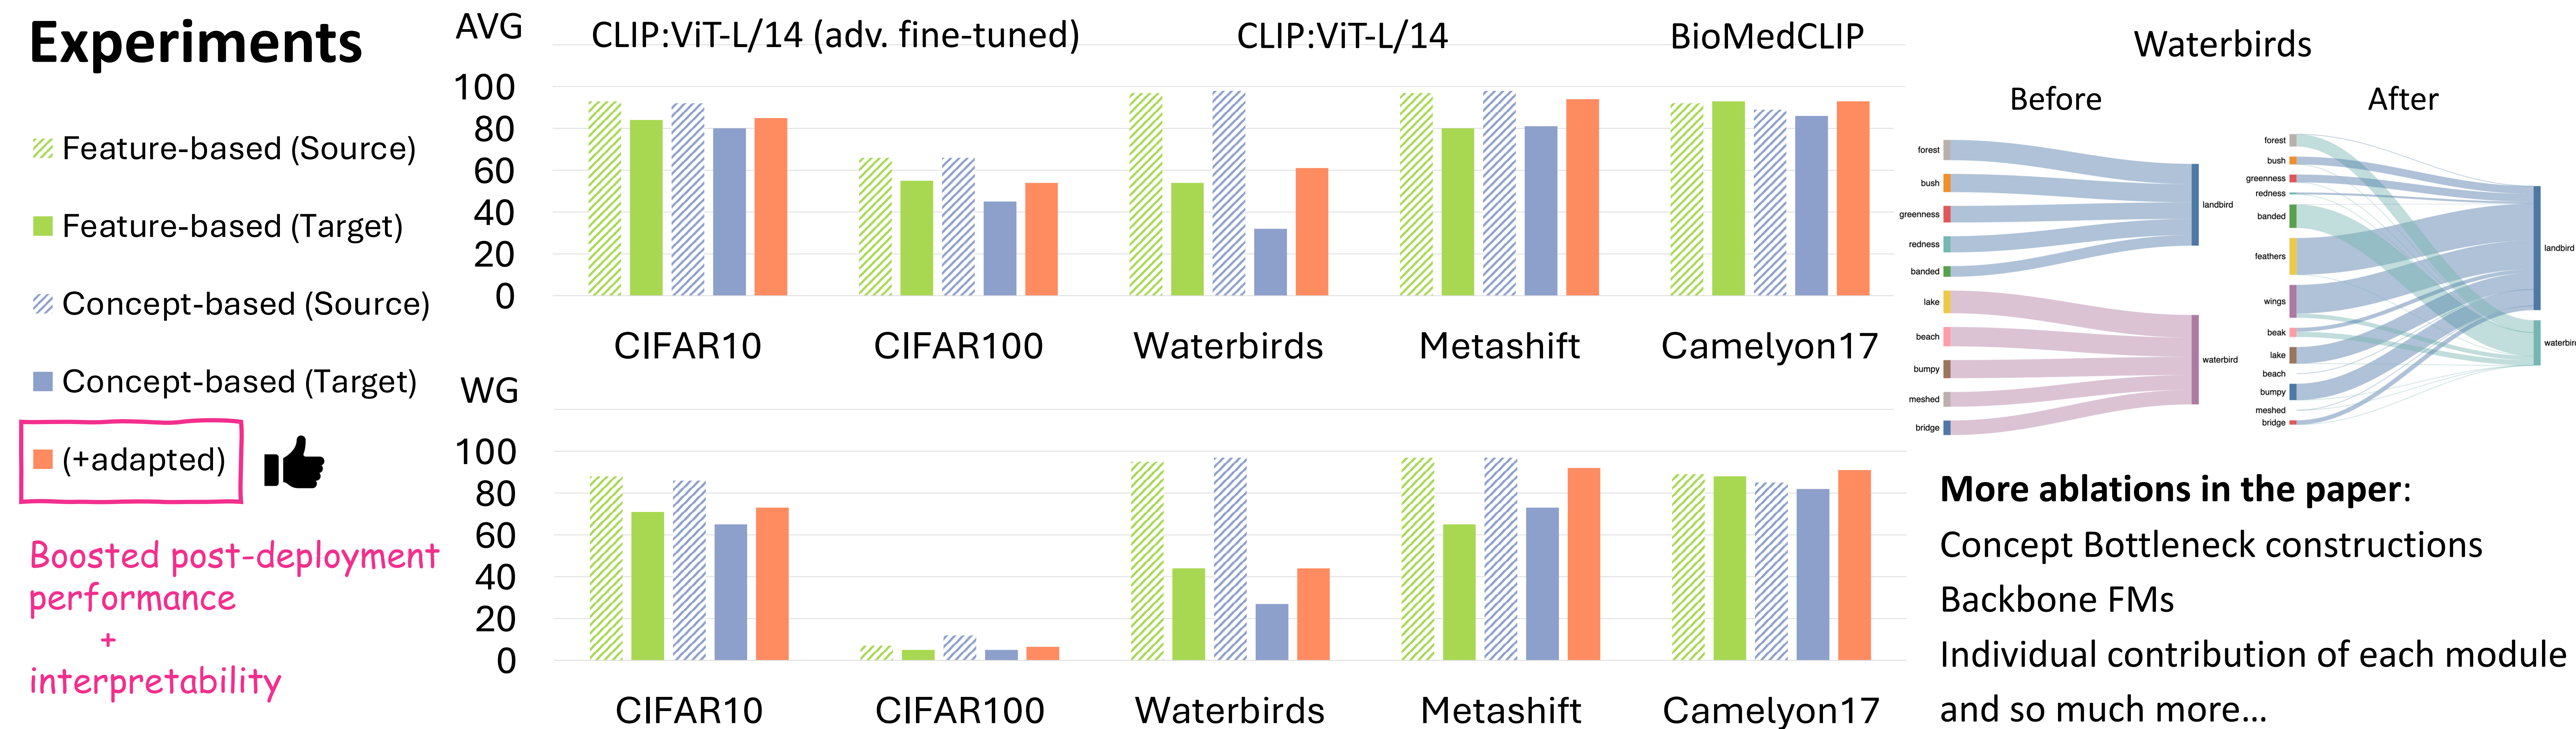 Experiments
Feature-based (Source)
Feature-based (Target)
Concept-based (Source)
Concept-based (Target)
(+adapted)
Boosted post-deployment
performance
+
interpretability
AVG
CLIP:ViT-L/14 (adv. fine-tuned)
CLIP:ViT-L/14
BioMedCLIP
100
80
60
40
20
0
CIFAR10
CIFAR100
Waterbirds
Metashift
Camelyon17
WG
100
80
60
40
20
0
CIFAR10
CIFAR100
Waterbirds
Metashift
Camelyon17
Waterbirds
Before
forest
bush
greenness
redness
banded
lake
beach
bumpy
meshed
bridge
landbird
waterbird
After
forest
bush
greenness
redness
banded
feathers
wings
beak
lake
beach
bumpy
meshed
bridge
landbird
waterbir
More ablations in the paper:
Concept Bottleneck constructions
Backbone FMs
Individual contribution of each module
and so much more…